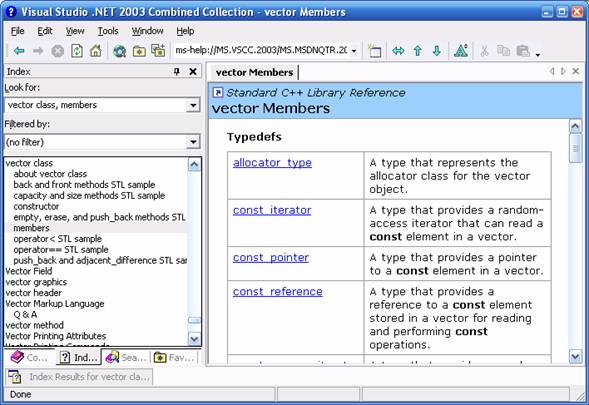 Visual Studio .NET 2003 Combined Collection - vector Members
File Edit View Tools Window Help
ms-help://MS.VSCC.2003/MS.MSDNQTR.20
Index
Look for:
vector class, members
Filtered by:
(no filter)
vector class
about vector class
back and front methods STL sample
capacity and size methods STL sample
constructor
empty, erase, and push_back methods STL
members
operator< STL sample
operator== STL sample
push_back and adjacent_difference STL sar
Vector Field
vector graphics
vector header
Vector Markup Language
Q & A
vector method
Vector Printing Attributes
Vector Printing Commands
Co... Ind... Sea... Fav...
vector Members
Standard C++ Library Reference
vector Members
Typedefs
allocator_type
A type that represents the
allocator class for the vector
object.
const_iterator
A type that provides a random-
access iterator that can read a
const element in a vector.
const_pointer
A type that provides a pointer
to a const element in a vector.
const_reference
A type that provides a
reference to a const element
stored in a vector for reading
and performing const
operations.
Index Results for vector cla...
Done